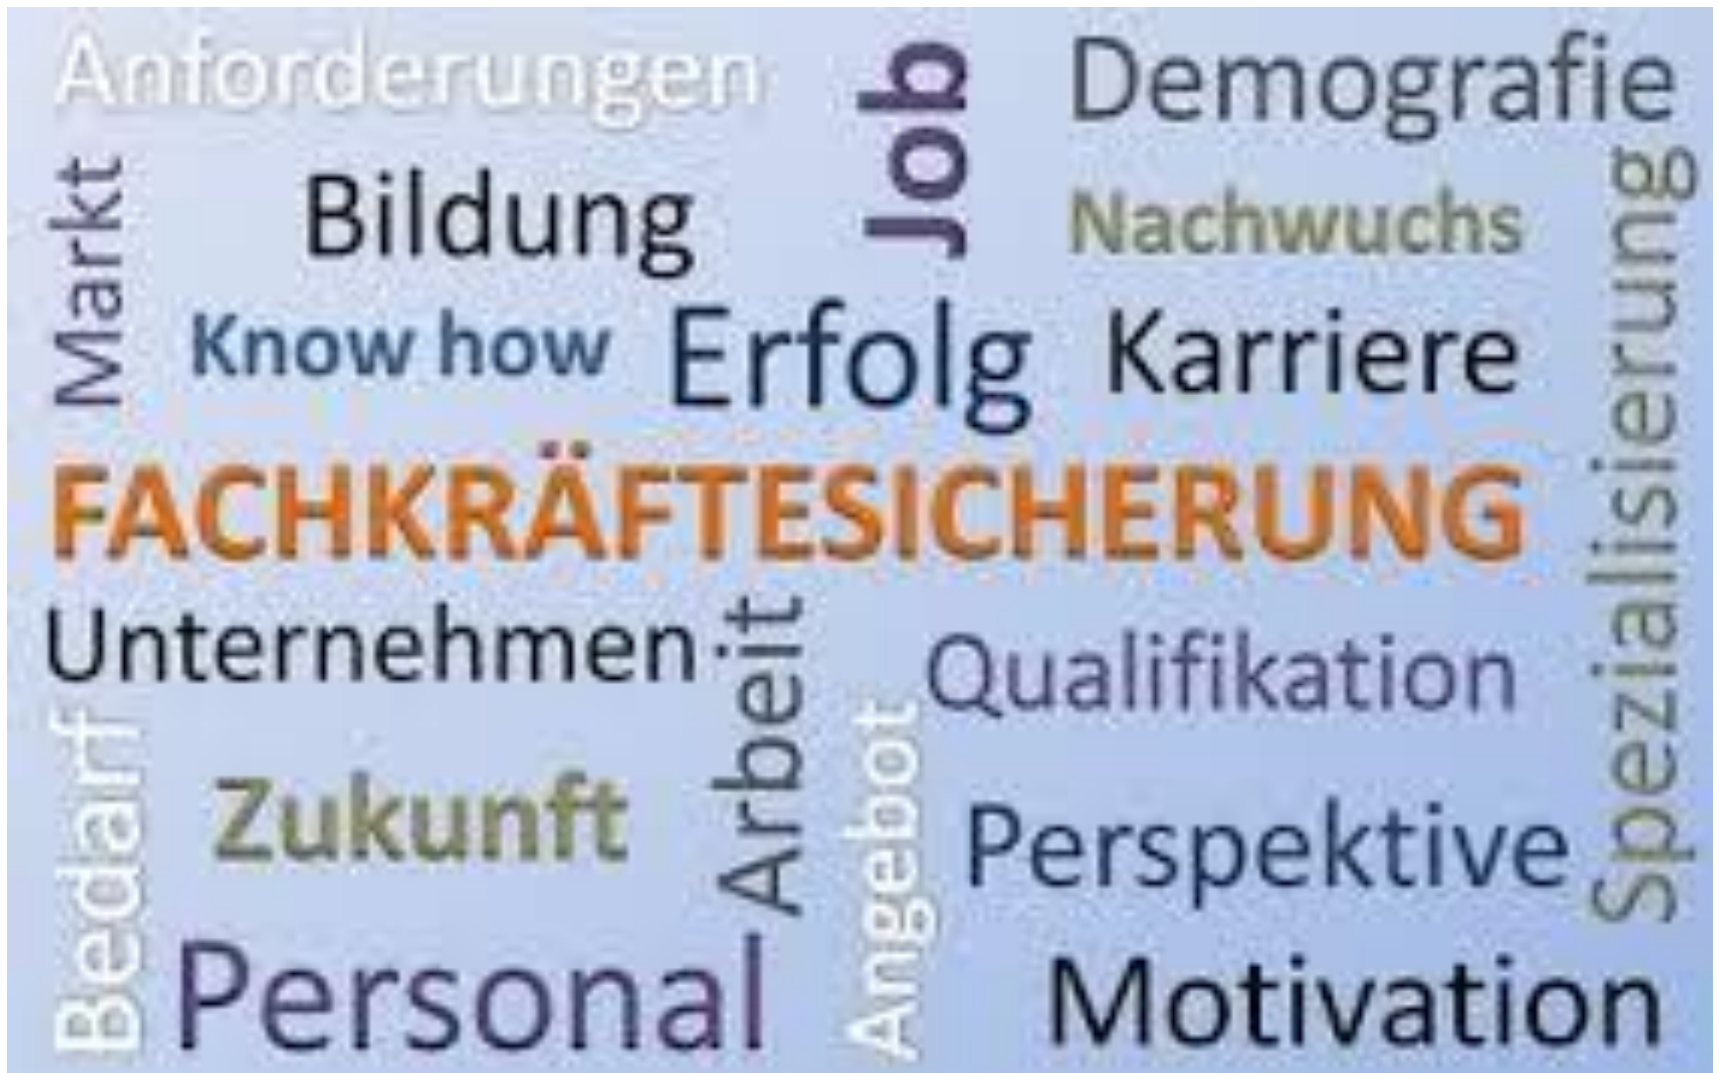 Anforderungen
Job
Demografie
Markt
Bildung
Nachwuchs
Spezialisierung
Know how
Erfolg
Karriere
FACHKRÄFTESICHERUNG
Unternehmen
Arbeit
Qualifikation
Bedarf
Zukunft
Angebot
Perspektive
Personal
Motivation